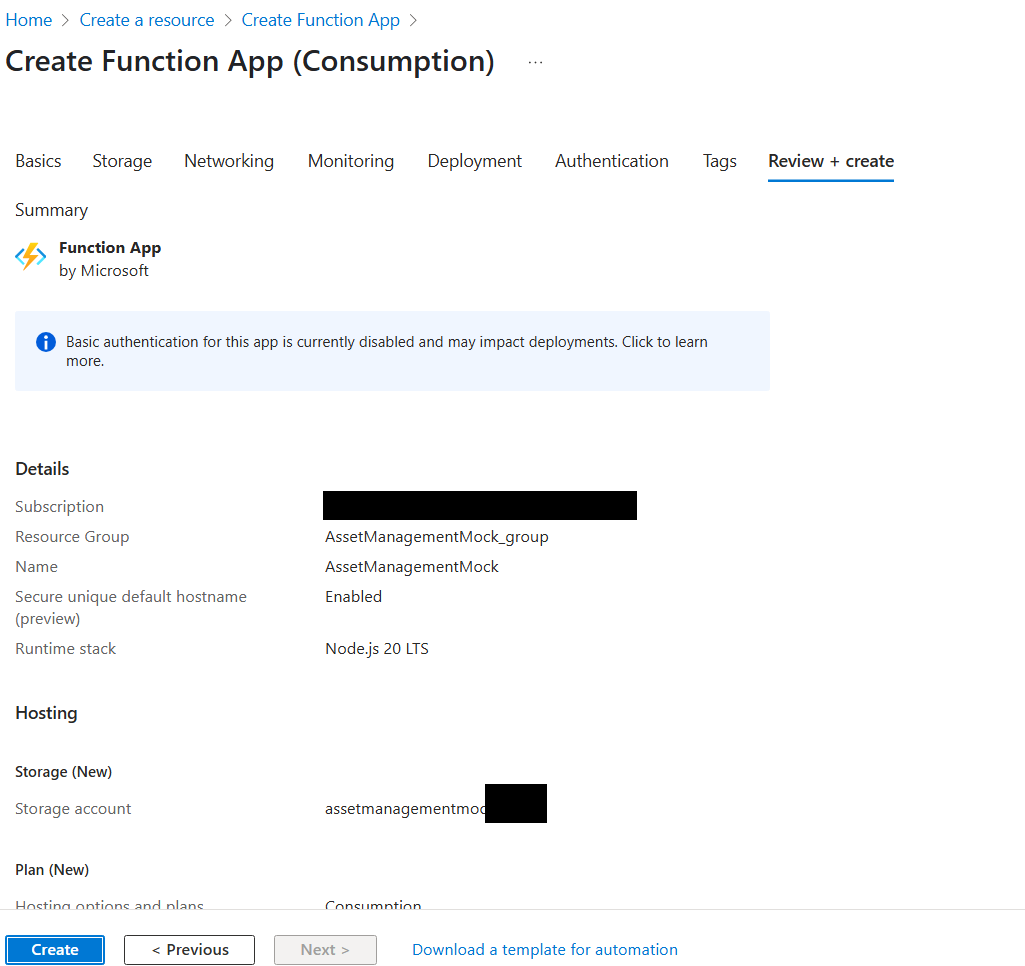 Home > Create a resource > Create Function App >
Create Function App (Consumption) ...
Basics Storage Networking Monitoring Deployment Authentication Tags Review + create
Summary
Function App
by Microsoft
Basic authentication for this app is currently disabled and may impact deployments. Click to learn
more.
Details
Subscription
Resource Group AssetManagementMock_group
Name AssetManagementMock
Secure unique default hostname Enabled
(preview)
Runtime stack Node.js 20 LTS
Hosting
Storage (New)
Storage account assetmanagementmoc
Plan (New)
Hosting options and plans Consumption
Create < Previous Next > Download a template for automation